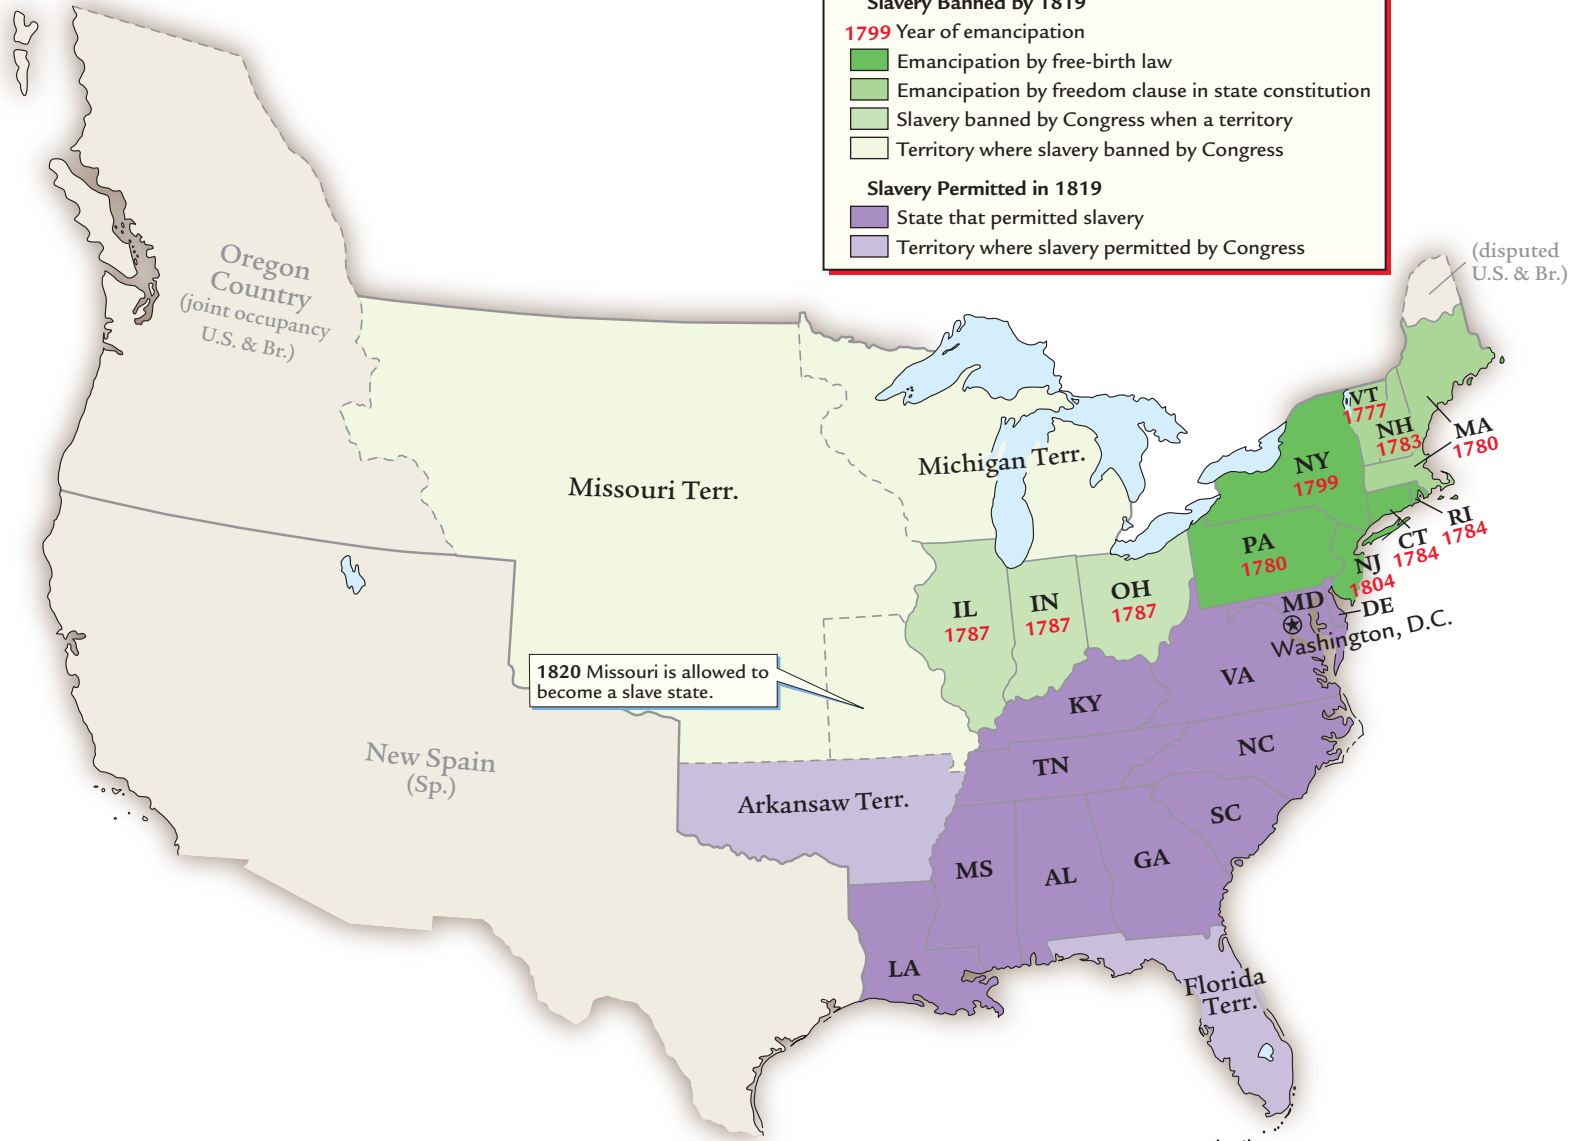 Slavery Banned by 1819
1799 Year of emancipation
Emancipation by free-birth law
Emancipation by freedom clause in state constitution
Slavery banned by Congress when a territory
Territory where slavery banned by Congress
Slavery Permitted in 1819
State that permitted slavery
Territory where slavery permitted by Congress
(disputed
U.S. & Br.)
Oregon
Country
(joint occupancy
U.S. & Br.)
Missouri Terr.
Michigan Terr.
VT
1777
NH
1783
MA
1780
NY
1799
RI
1784
CT
1784
PA
1780
NJ
1804
IL
1787
IN
1787
OH
1787
MD
DE
Washington, D.C.
1820 Missouri is allowed to
become a slave state.
VA
KY
New Spain
(Sp.)
NC
TN
Arkansaw Terr.
SC
MS
AL
GA
LA
Florida
Terr.